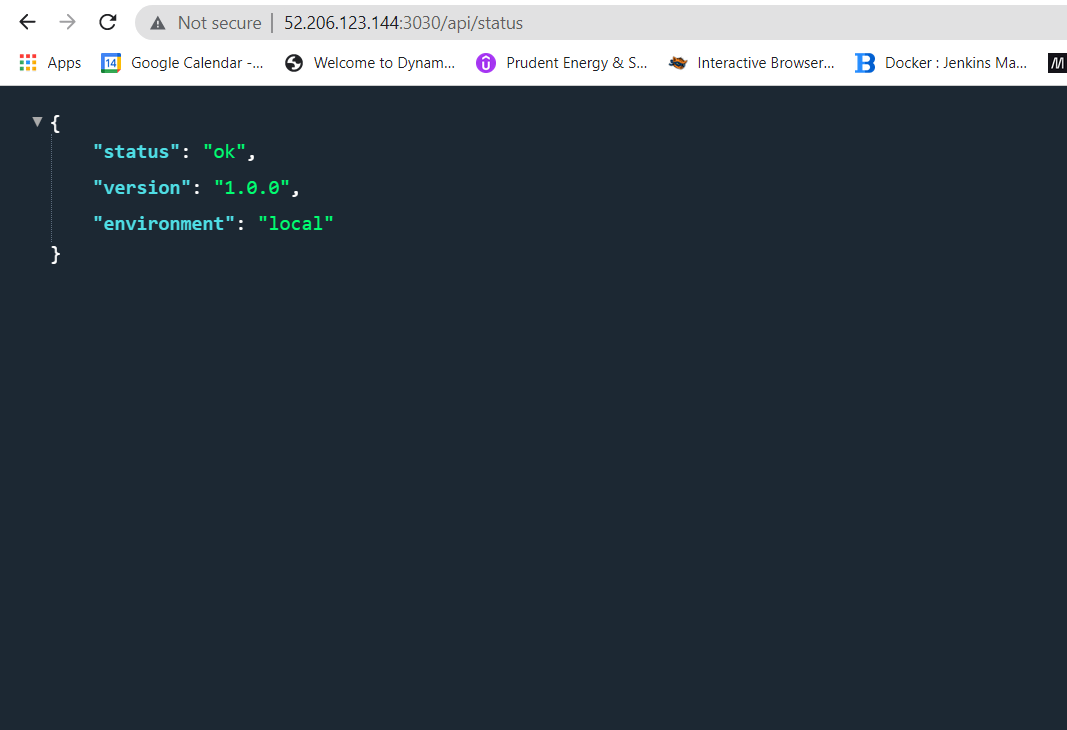 Not secure | 52.206.123.144:3030/api/status
Apps 14 Google Calendar -... Welcome to Dynam... Prudent Energy & S... Interactive Browser... B Docker : Jenkins Ma... M
{
"status": "ok",
"version": "1.0.0",
"environment": "local"
}